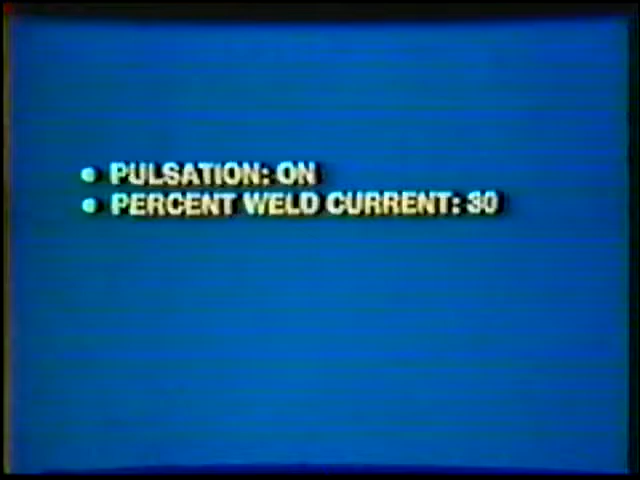 • PULSATION: ON
• PERCENT WELD CURRENT: 30